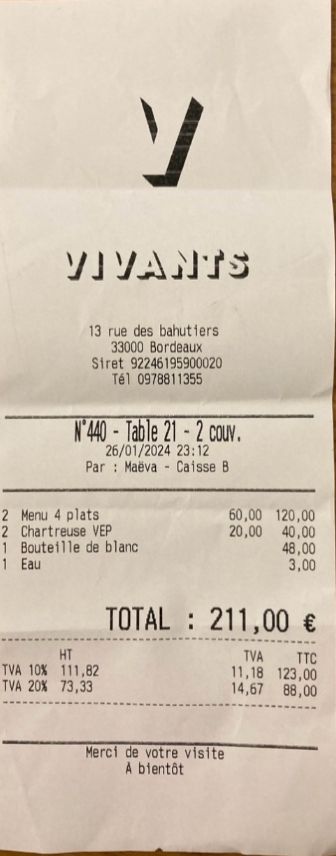 VIVANTS
13 rue des bahutiers
33000 Bordeaux
Siret 92246195900020
Tél 0978811355
N°440 - Table 21 - 2 couv.
26/01/2024 23:12
Par : Maëva - Caisse B
2 Menu 4 plats 60,00 120,00
2 Chartreuse VEP 20,00 40,00
1 Bouteille de blanc 48,00
1 Eau 3,00
TOTAL : 211,00 €
HT TVA TTC
TVA 10% 111,82 11,18 123,00
TVA 20% 73,33 14,67 88,00
Merci de votre visite
A bientôt